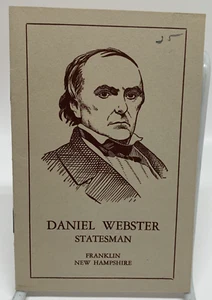 25
DANIEL WEBSTER
STATESMAN
FRANKLIN
NEW HAMPSHIRE